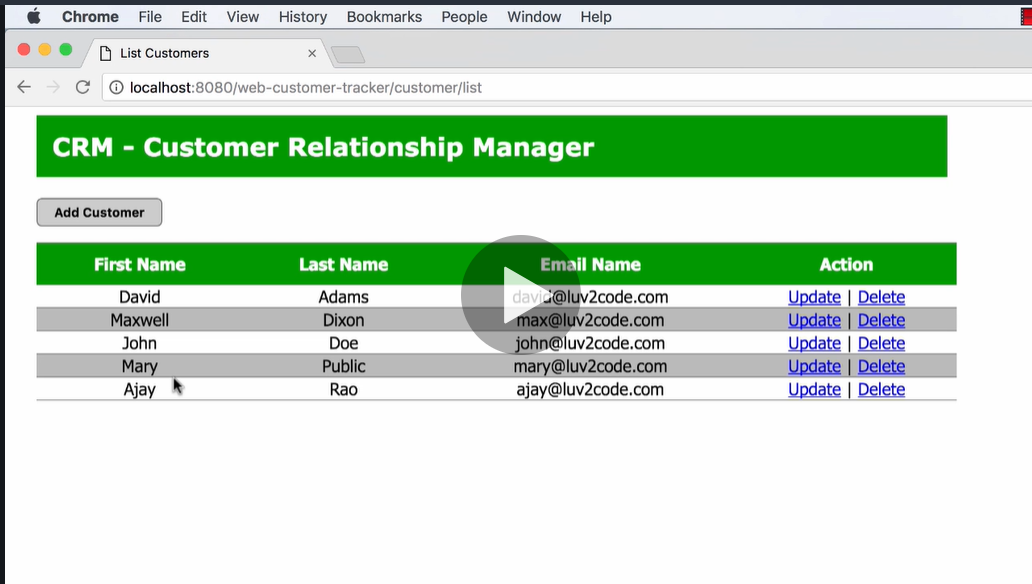 Chrome File Edit View History Bookmarks People Window Help
List Customers
localhost:8080/web-customer-tracker/customer/list
CRM - Customer Relationship Manager
Add Customer
First Name Last Name Email Name Action
David Adams david@luv2code.com Update | Delete
Maxwell Dixon max@luv2code.com Update | Delete
John Doe john@luv2code.com Update | Delete
Mary Public mary@luv2code.com Update | Delete
Ajay Rao ajay@luv2code.com Update | Delete